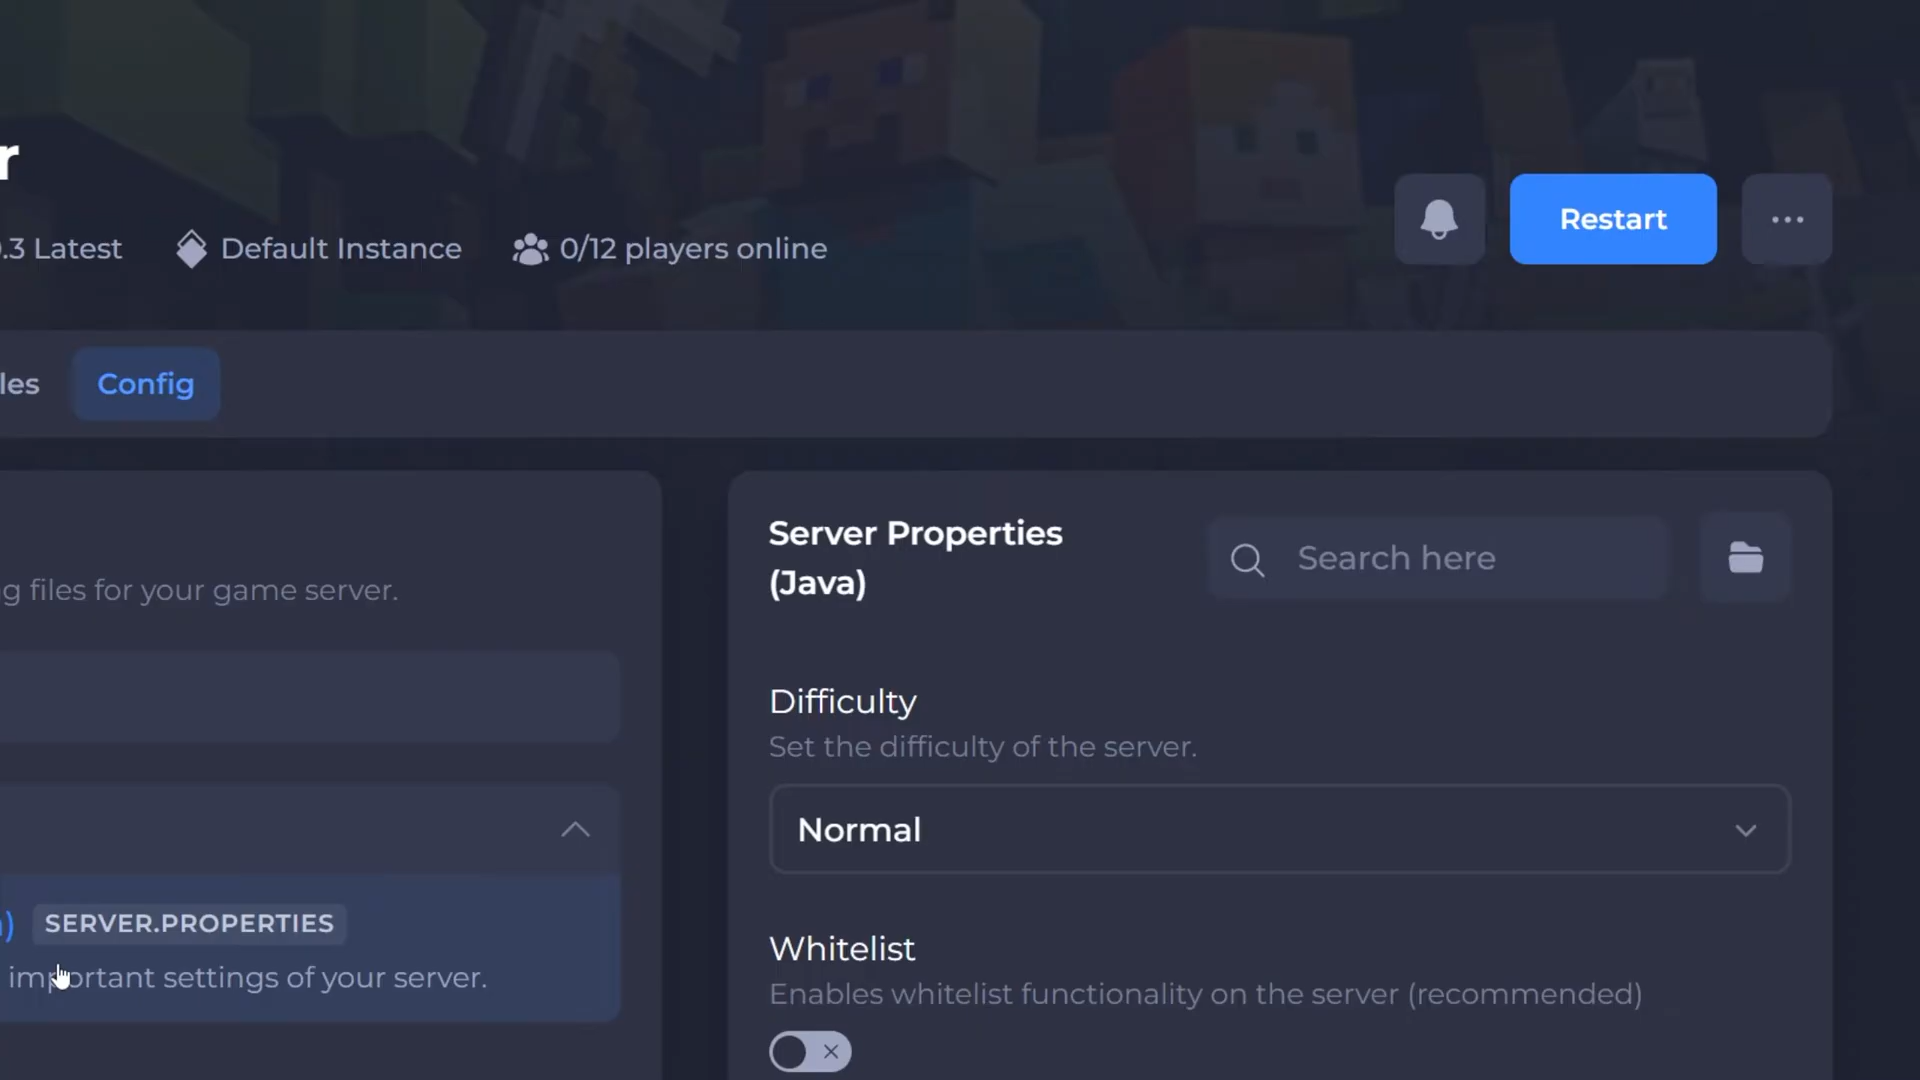 r
.3 Latest
Default Instance
0/12 players online
Restart
les
Config
g files for your game server.
) SERVER.PROPERTIES
important settings of your server.
Server Properties
(Java)
Search here
Difficulty
Set the difficulty of the server.
Normal
Whitelist
Enables whitelist functionality on the server (recommended)